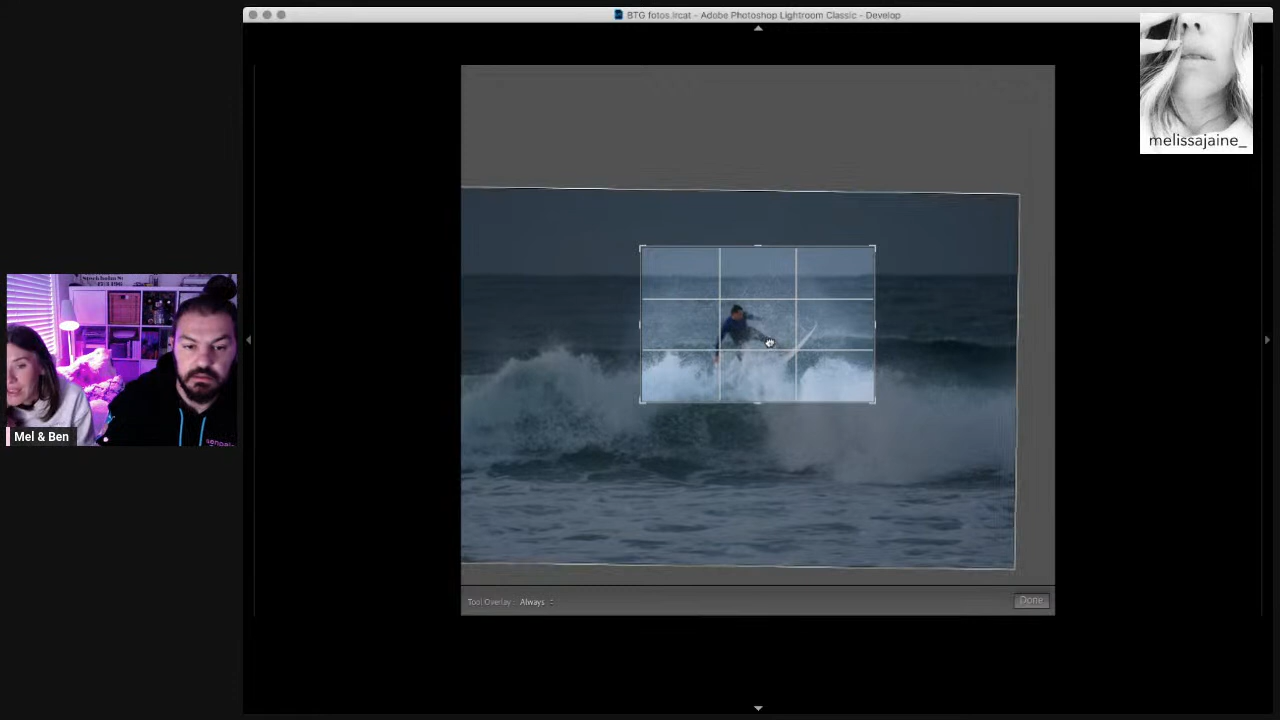 BTG fotos.lrcat - Adobe Photoshop Lightroom Classic - Develop
melissajaine_
Mel & Ben
Tool Overlay : Always
Done